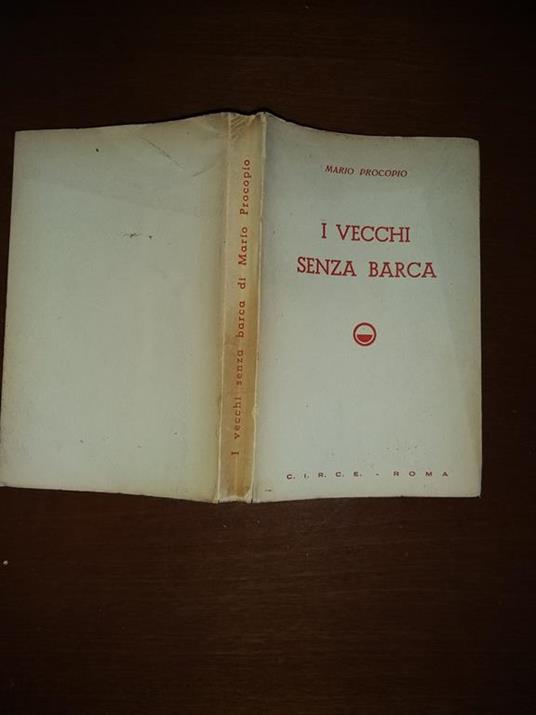 I vecchi senza barca di Mario Procopio
MARIO PROCOPIO
I VECCHI
SENZA BARCA
C. I. R. C. E. - ROMA